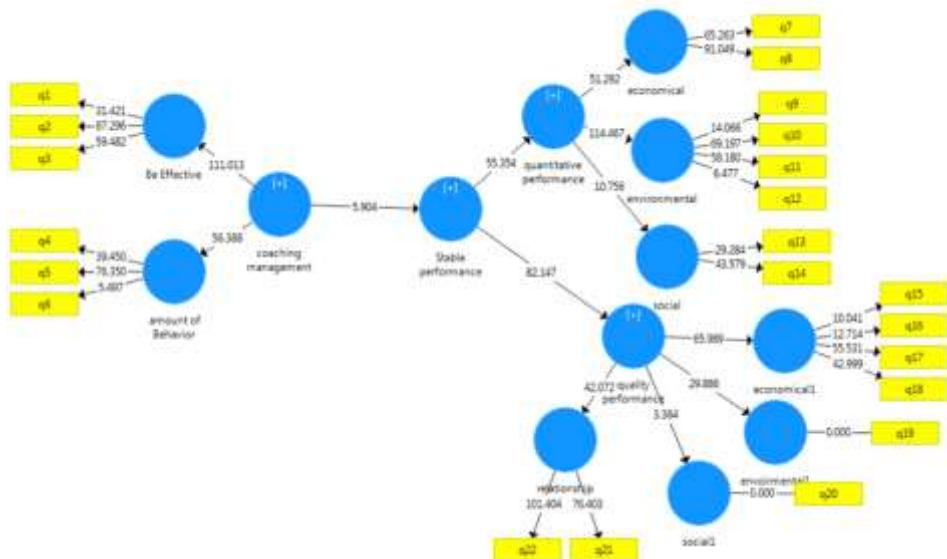 q1
31.421
q2
87.296
q3
59.482
Be Effective
111.013
[+]
coaching
management
56.388
q4
39.450
q5
76.350
q6
amount of
Behavior
5.904
[+]
Stable
performance
55.354
82.147
[+]
quantitative
performance
51.282
economical
65.263
q7
91.049
q8
114.467
environmental
14.066
q9
69.197
q10
58.180
q11
6.477
q12
10.756
social
29.284
q13
43.579
q14
[+]
quelity
performance
65.989
economical1
10.041
q15
12.714
q16
55.531
q17
42.999
q18
29.886
0.000
q19
3.384
social1
0.000
q20
42.072
relationship
101.404
q22
76.403
q21